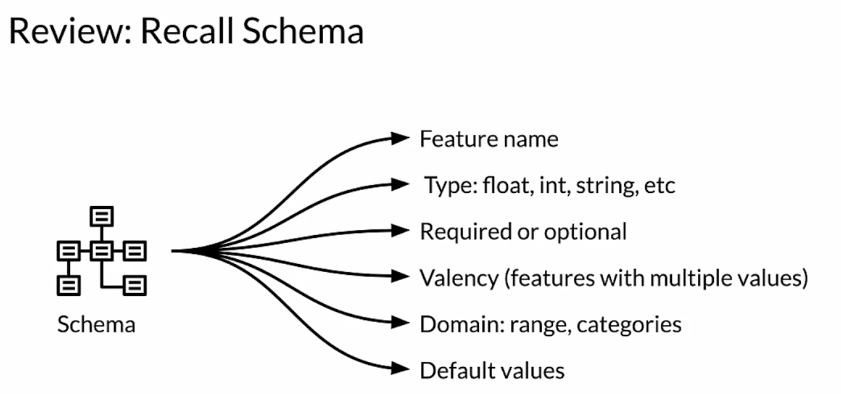 Review: Recall Schema
Feature name
Type: float, int, string, etc
Required or optional
Valency (features with multiple values)
Domain: range, categories
Default values
Schema